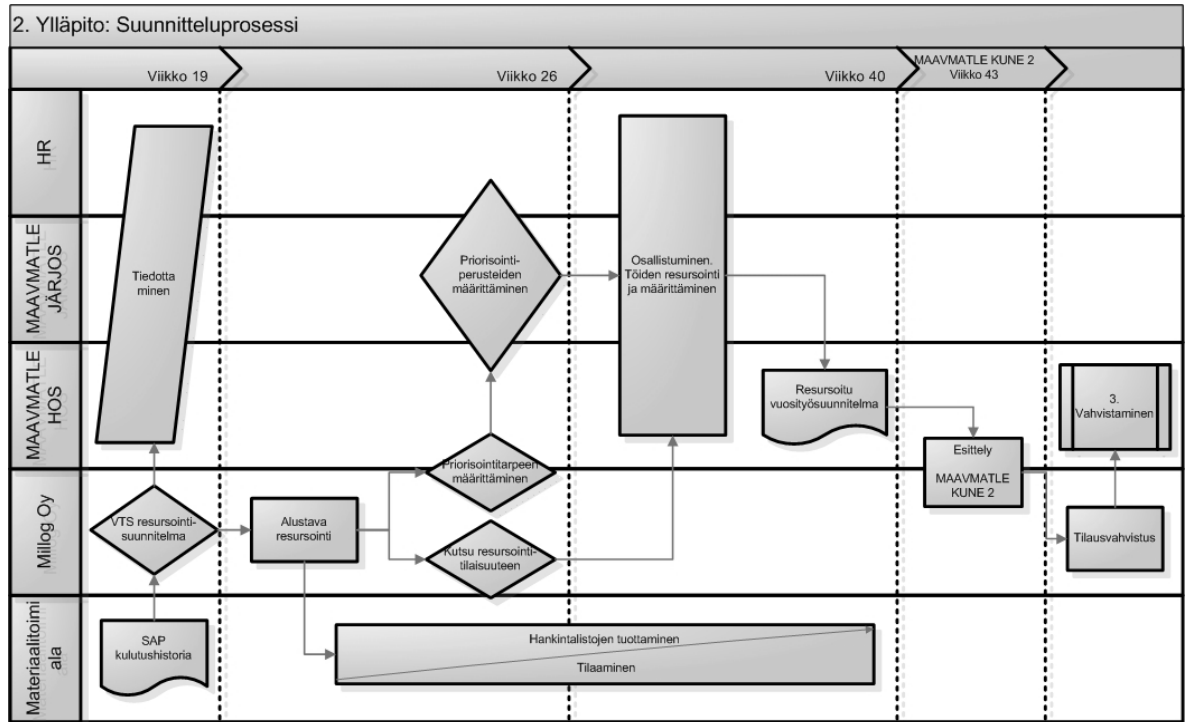 2. Ylläpito: Suunnitteluprosessi
Viikko 19
Viikko 26
Viikko 40
MAAVMATLE KUNE 2
Viikko 43
HR
MAAVMATLE
JÄRJOS
Tiedotta
minen
Priorisointi-
perusteiden
määrittäminen
Osallistuminen.
Töiden resursointi
ja määrittäminen
MAAVMATLE
HOS
Resursoitu
vuosityösuunnitelma
3.
Vahvistaminen
Priorisointitarpeen
määrittäminen
Esittely
MAAVMATLE
KUNE 2
Millog Oy
VTS resursointi-
suunnitelma
Alustava
resursointi
Kutsu resursointi-
tilaisuuteen
Tilausvahvistus
Materiaalitoimi
ala
SAP
kulutushistoria
Hankintalistojen tuottaminen
Tilaaminen